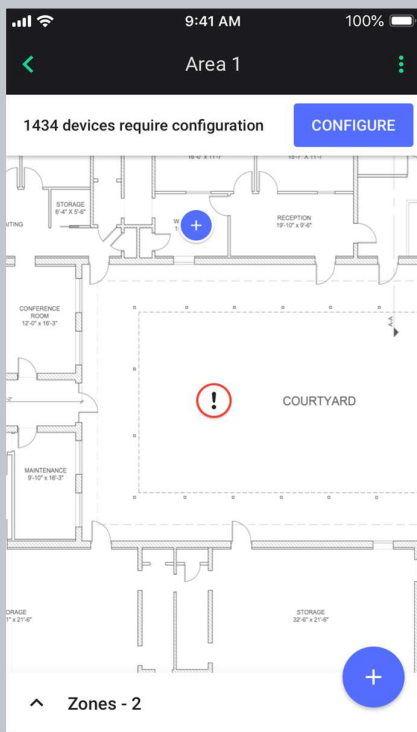 9:41 AM
100%
Area 1
1434 devices require configuration
CONFIGURE
STORAGE
8'-4" X 5'-6"
RECEPTION
19'-10" x 9'-6"
CONFERENCE
ROOM
12'-0" x 16'-3"
!
COURTYARD
MAINTENANCE
9'-10" x 16'-3"
STORAGE
32'-6" x 21'-6"
+
Zones - 2